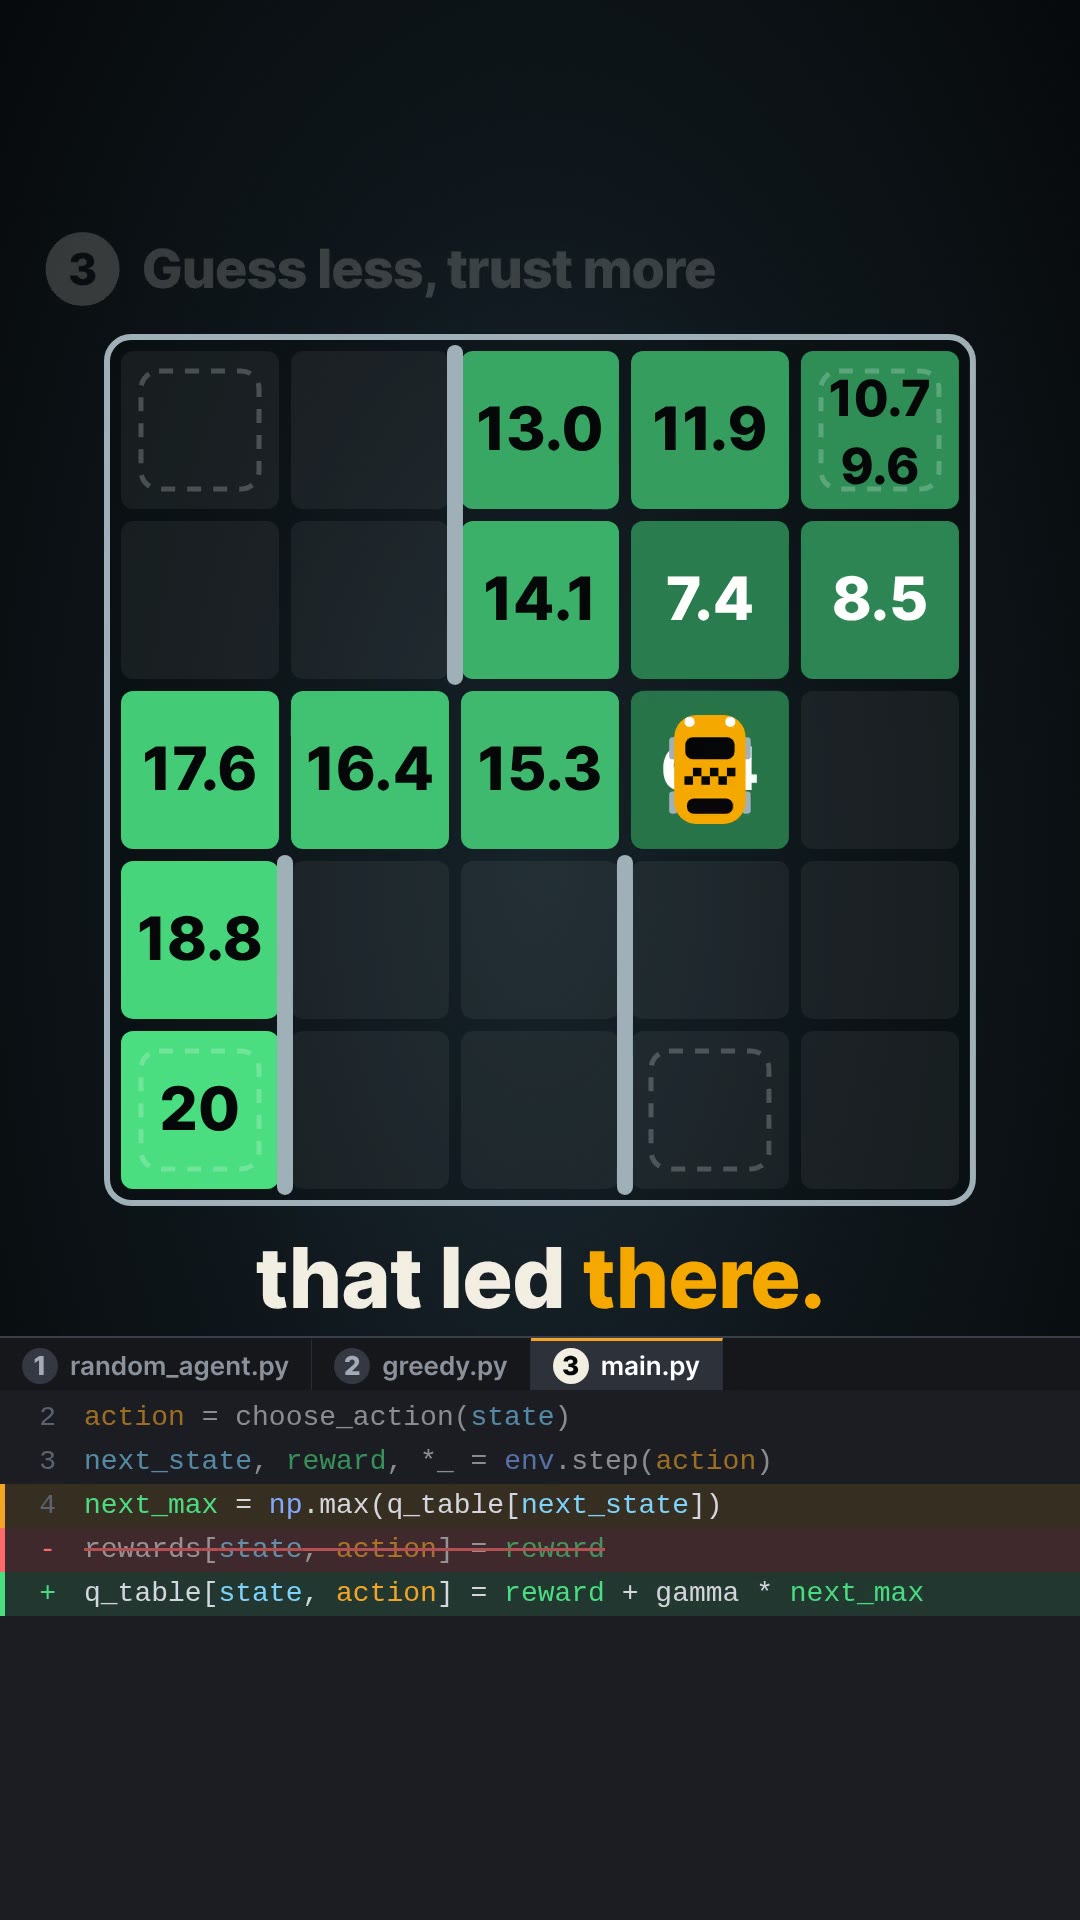 3 Guess less, trust more
13.0 11.9 10.7
9.6
14.1 7.4 8.5
17.6 16.4 15.3
18.8
20
that led there.
1 random_agent.py 2 greedy.py 3 main.py
2 action = choose_action(state)
3 next_state, reward, *_ = env.step(action)
4 next_max = np.max(q_table[next_state])
- rewards[state, action] = reward
+ q_table[state, action] = reward + gamma * next_max